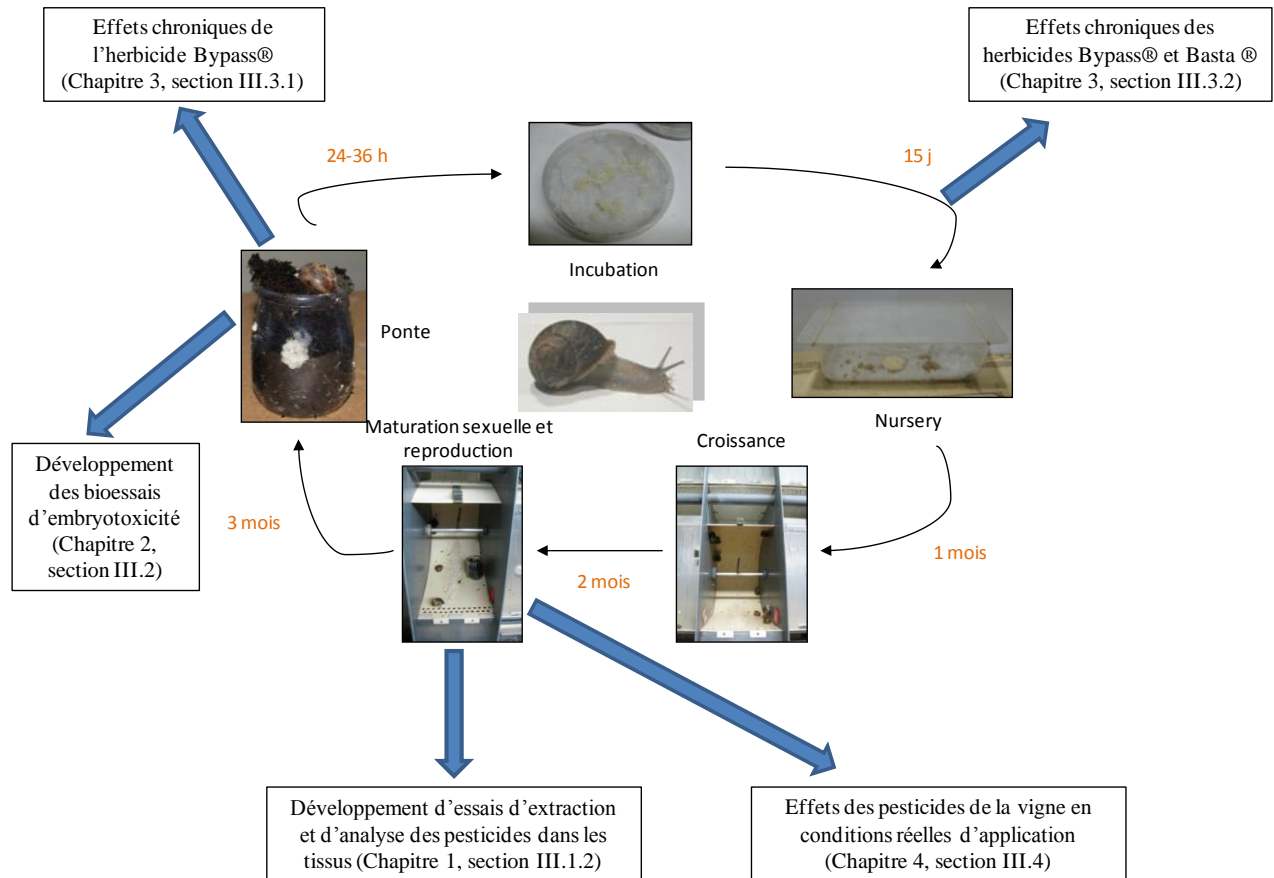 Effets chroniques de
l'herbicide Bypass®
(Chapitre 3, section III.3.1)
Effets chroniques des
herbicides Bypass® et Basta ®
(Chapitre 3, section III.3.2)
24-36 h
15 j
Incubation
Ponte
Nursery
Maturation sexuelle et
reproduction
Croissance
Développement
des bioessais
d'embryotoxicité
(Chapitre 2,
section III.2)
3 mois
2 mois
1 mois
Développement d'essais d'extraction
et d'analyse des pesticides dans les
tissus (Chapitre 1, section III.1.2)
Effets des pesticides de la vigne en
conditions réelles d'application
(Chapitre 4, section III.4)